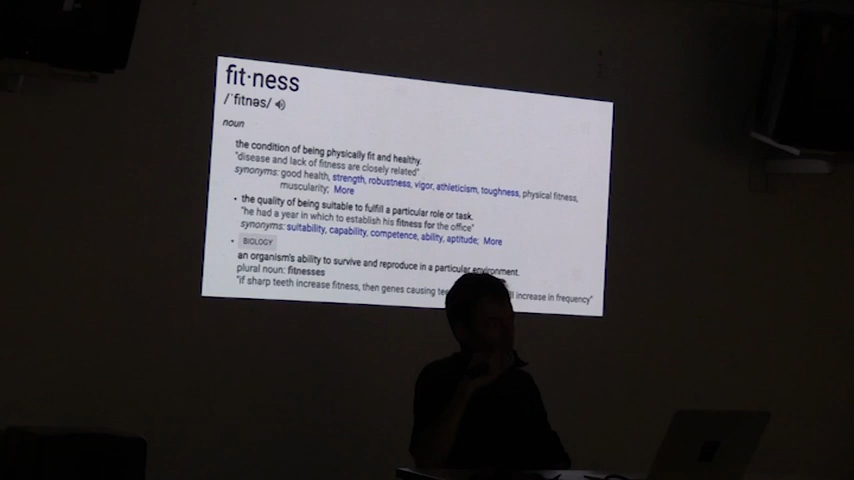 fit·ness
/ˈfitnəs/
noun
the condition of being physically fit and healthy.
"disease and lack of fitness are closely related"
synonyms: good health, strength, robustness, vigor, athleticism, toughness, physical fitness,
muscularity; More
• the quality of being suitable to fulfill a particular role or task.
"he had a year in which to establish his fitness for the office"
synonyms: suitability, capability, competence, ability, aptitude; More
• BIOLOGY
an organism's ability to survive and reproduce in a particular environment.
plural noun: fitnesses
"if sharp teeth increase fitness, then genes causing increase in frequency"